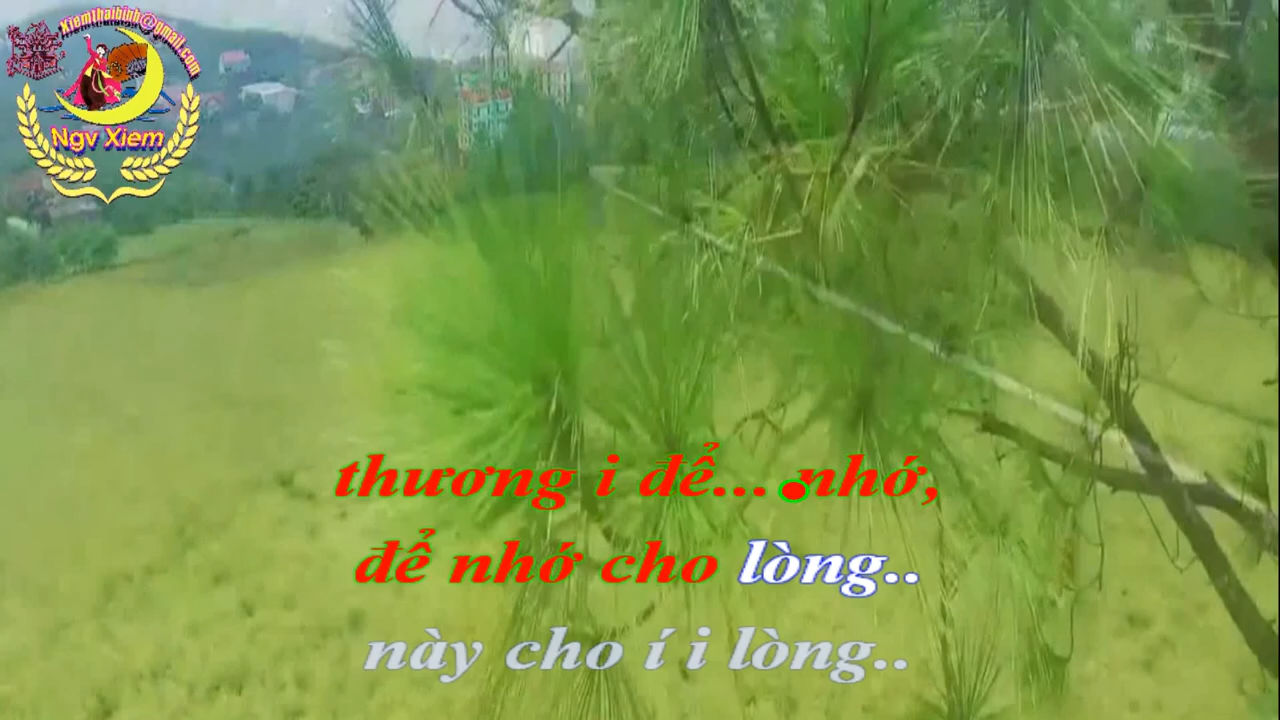 Xiemthaibinh@gmail.com
Ngv Xiem
thương i để... nhớ,
để nhớ cho lòng..
này cho í i lòng..